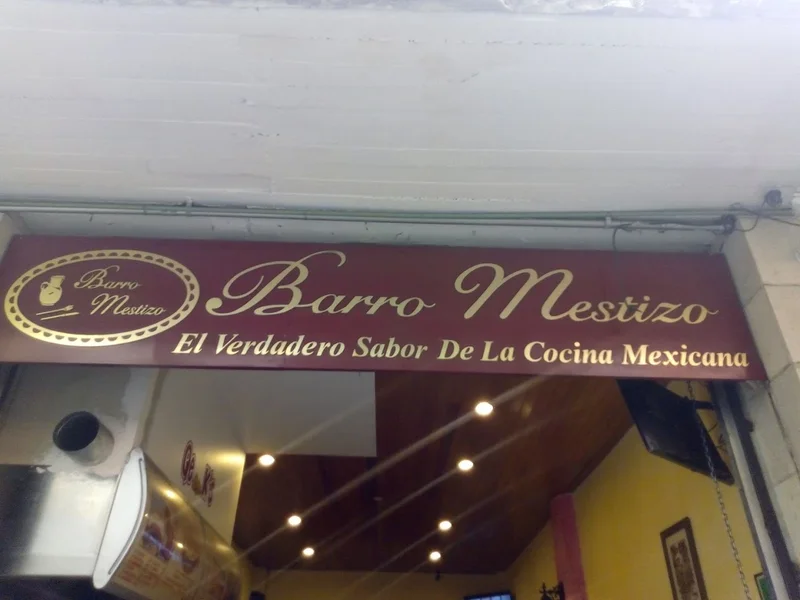 Barro
Mestizo
Barro Mestizo
El Verdadero Sabor De La Cocina Mexicana